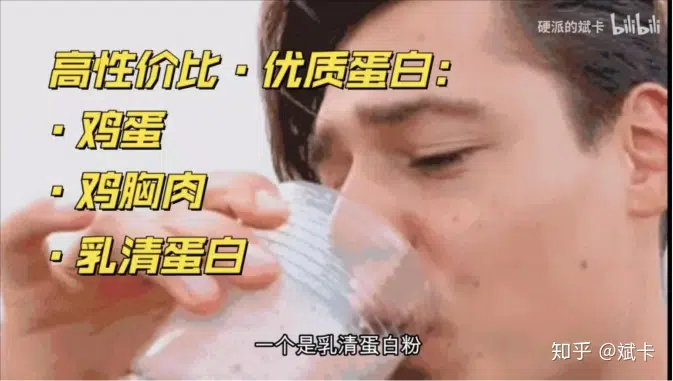 硬派的斌卡 bilibili
高性价比·优质蛋白：
·鸡蛋
·鸡胸肉
·乳清蛋白
一个是乳清蛋白粉
知乎 @斌卡